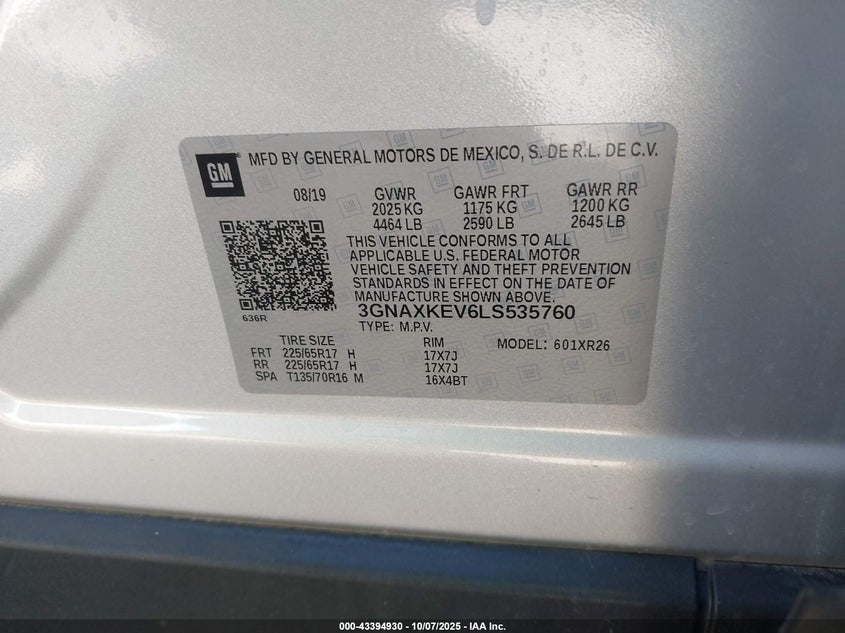 GM ® MFD BY GENERAL MOTORS DE MEXICO, S. DE R.L. DE C.V.
08/19 GVWR GAWR FRT GAWR RR
2025 KG 1175 KG 1200 KG
4464 LB 2590 LB 2645 LB
THIS VEHICLE CONFORMS TO ALL
APPLICABLE U.S. FEDERAL MOTOR
VEHICLE SAFETY AND THEFT PREVENTION
STANDARDS IN EFFECT ON THE DATE OF
MANUFACTURE SHOWN ABOVE.
3GNAXKEV6LS535760
636R TYPE: M.P.V.
TIRE SIZE RIM MODEL: 601XR26
FRT 225/65R17 H 17X7J
RR 225/65R17 H 17X7J
SPA T135/70R16 M 16X4BT
000-43394930 - 10/07/2025 - IAA Inc.